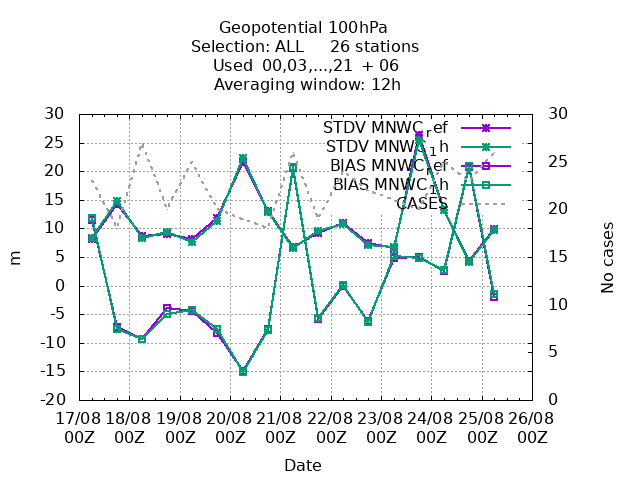 Geopotential 100hPa
Selection: ALL     26 stations
Used  00,03,...,21  + 06
Averaging window: 12h
STDV MNWC_ref
STDV MNWC_1h
BIAS MNWC_ref
BIAS MNWC_1h
CASES
30
25
20
15
10
5
0
-5
-10
-15
-20
m
30
25
20
15
10
5
0
No cases
17/08 18/08 19/08 20/08 21/08 22/08 23/08 24/08 25/08 26/08
00Z 00Z 00Z 00Z 00Z 00Z 00Z 00Z 00Z 00Z
Date